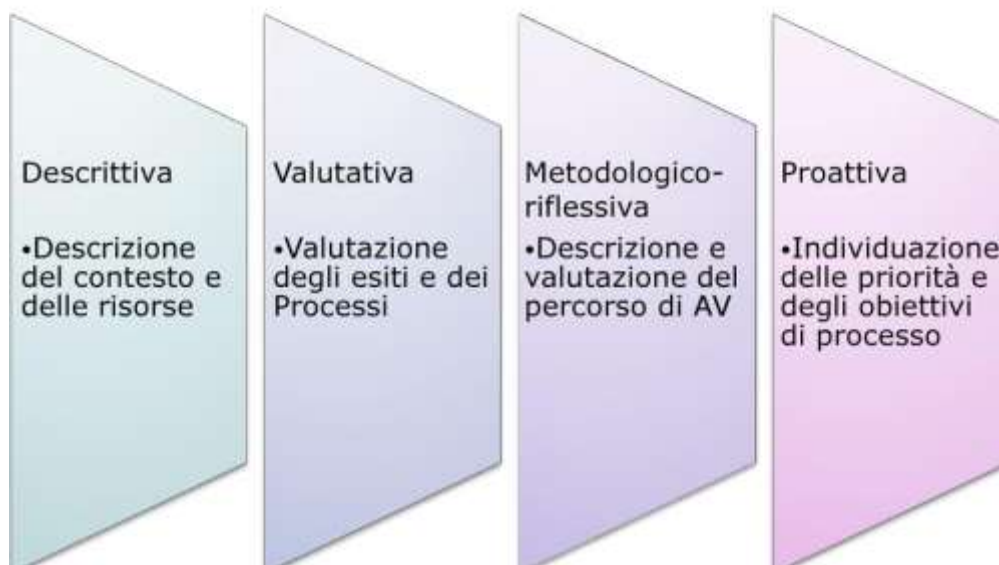 Descrittiva
•Descrizione
del contesto e
delle risorse
Valutativa
•Valutazione
degli esiti e dei
Processi
Metodologico-
riflessiva
•Descrizione e
valutazione del
percorso di AV
Proattiva
•Individuazione
delle priorità e
degli obiettivi
di processo